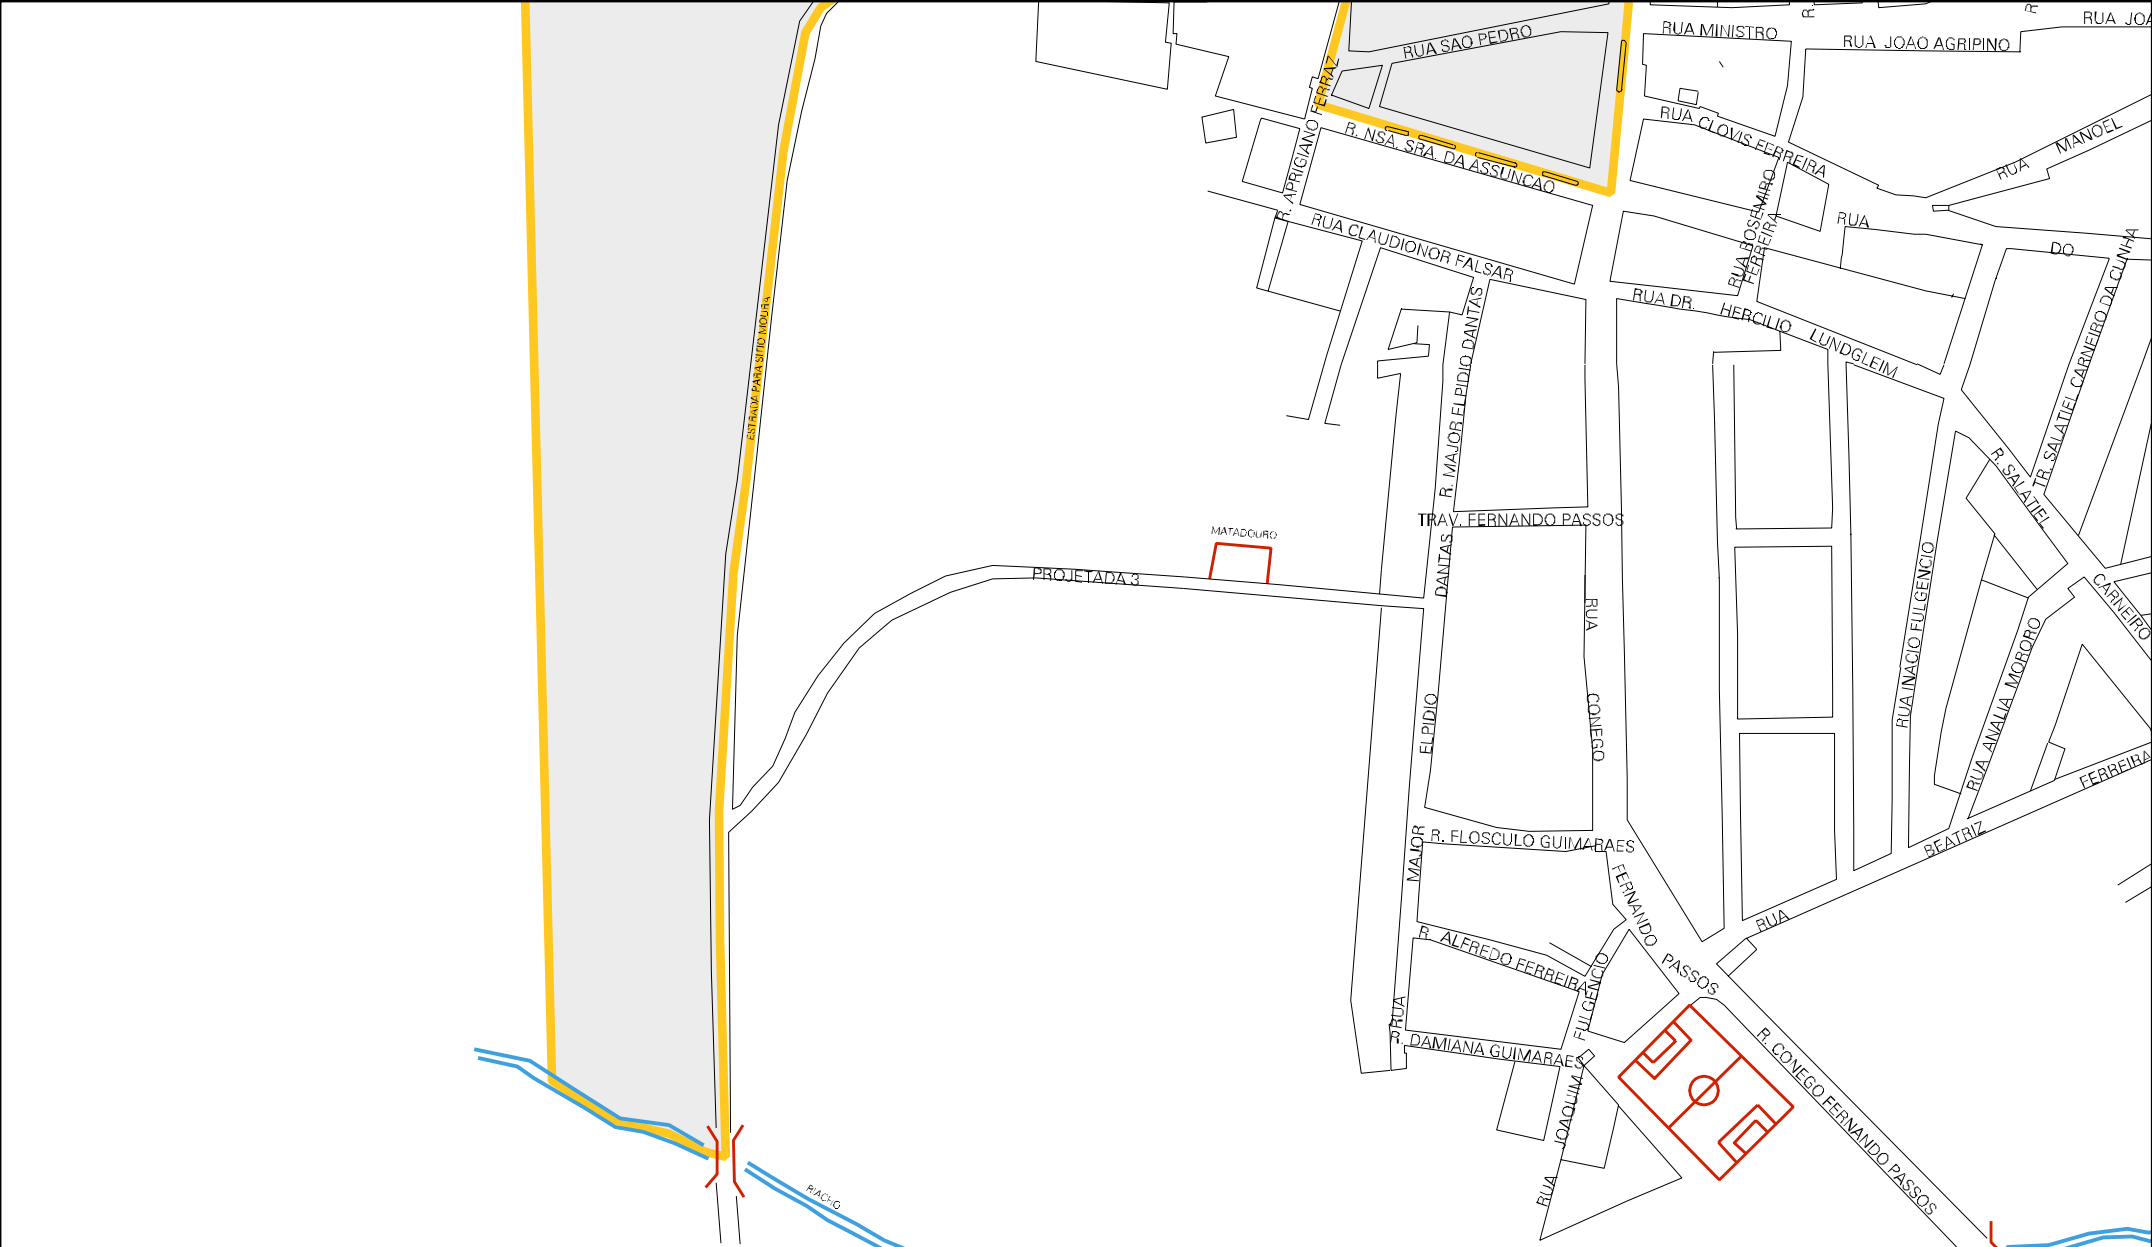 RUA JOA
RUA MINISTRO
RUA JOAO AGRIPINO
RUA SAO PEDRO
R
R
R. APRIGIANO FERRAZ
R. NSA. SRA. DA ASSUNCAO
RUA CLOVIS FERREIRA
RUA MANOEL
RUA BOSEMIRO
FERREIRA
RUA DO
RUA CLAUDIONOR FALSAR
RUA DR. HERCILIO LUNDGLEIM
TR. SALATIEL CARNEIRO DA CUNHA
ESTRADA PARA SITIO MOURA
R. MAJOR ELPIDIO DANTAS
R. SALATIEL CARNEIRO
TRAV. FERNANDO PASSOS
MATADOURO
PROJETADA 3
RUA MAJOR ELPIDIO DANTAS
RUA CONEGO FERNANDO PASSOS
RUA INACIO FULGENCIO
RUA ANALIA MORORO
RUA BEATRIZ FERREIRA
R. FLOSCULO GUIMARAES
R. ALFREDO FERREIRA
R. DAMIANA GUIMARAES
RUA JOAQUIM FULGENCIO
R. CONEGO FERNANDO PASSOS
RIACHO